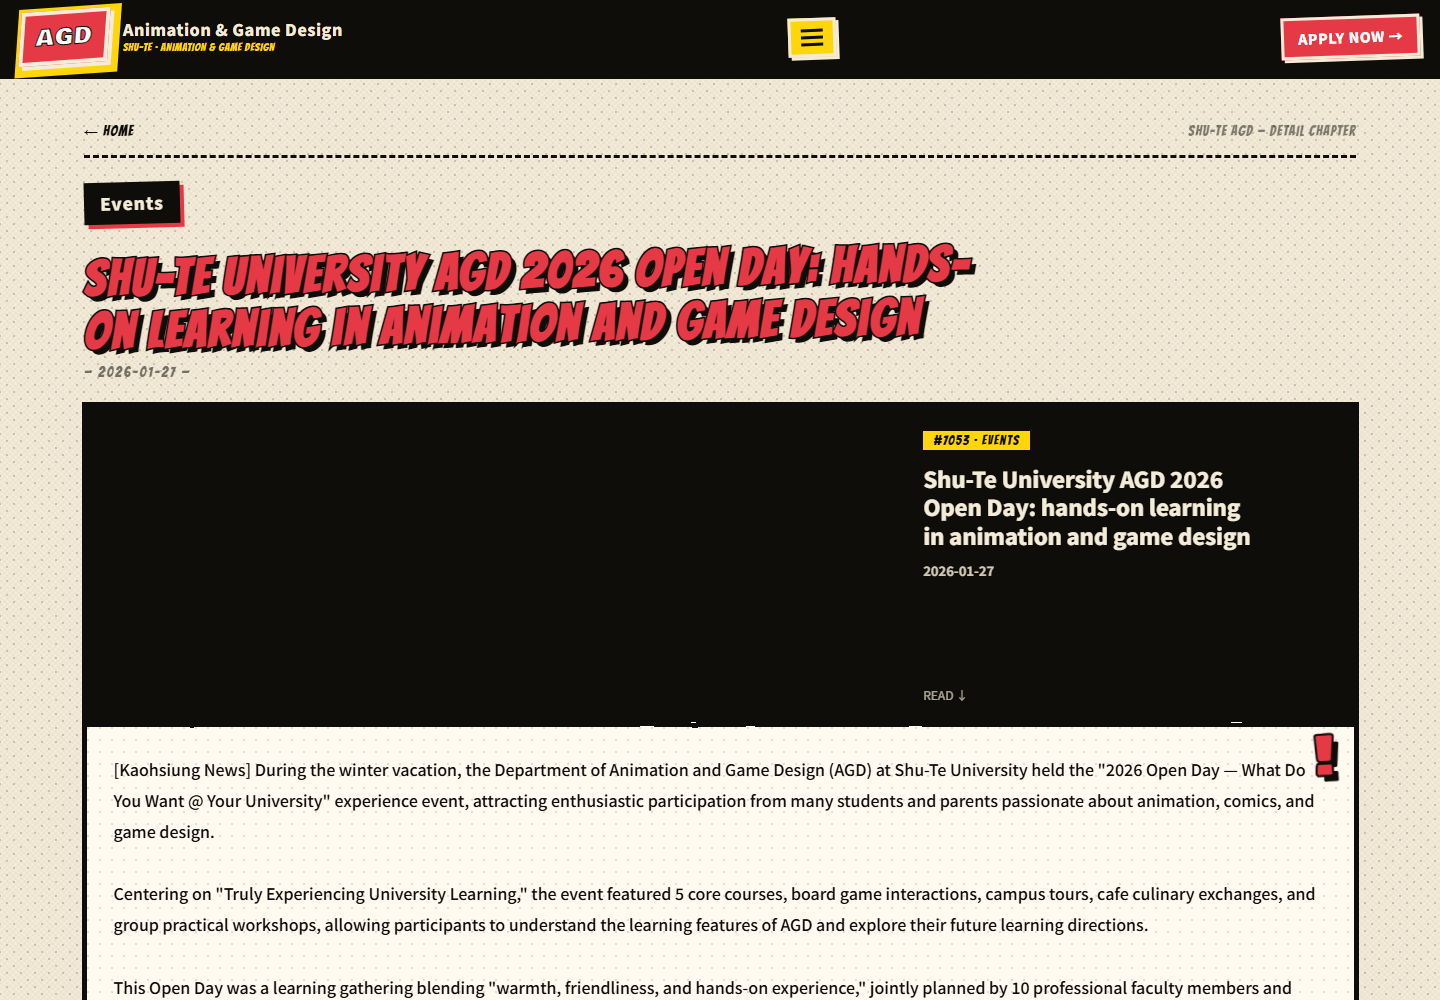 AGD
Animation & Game Design
SHU-TE · ANIMATION & GAME DESIGN
APPLY NOW →
← HOME
SHU-TE AGD — DETAIL CHAPTER
Events
SHU-TE UNIVERSITY AGD 2026 OPEN DAY: HANDS-
ON LEARNING IN ANIMATION AND GAME DESIGN
— 2026-01-27 —
#7053 · EVENTS
Shu-Te University AGD 2026
Open Day: hands-on learning
in animation and game design
2026-01-27
READ ↓
!
[Kaohsiung News] During the winter vacation, the Department of Animation and Game Design (AGD) at Shu-Te University held the "2026 Open Day — What Do
You Want @ Your University" experience event, attracting enthusiastic participation from many students and parents passionate about animation, comics, and
game design.
Centering on "Truly Experiencing University Learning," the event featured 5 core courses, board game interactions, campus tours, cafe culinary exchanges, and
group practical workshops, allowing participants to understand the learning features of AGD and explore their future learning directions.
This Open Day was a learning gathering blending "warmth, friendliness, and hands-on experience," jointly planned by 10 professional faculty members and